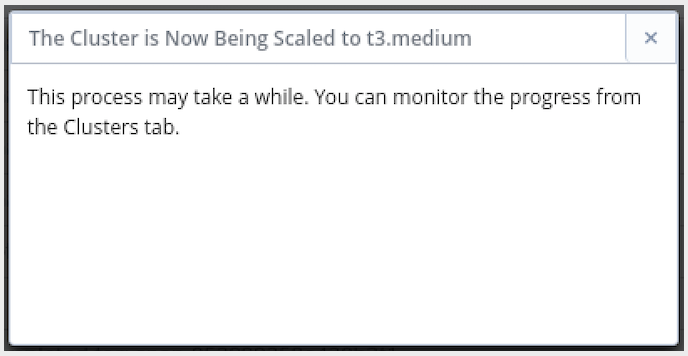 The Cluster is Now Being Scaled to t3.medium
This process may take a while. You can monitor the progress from
the Clusters tab.